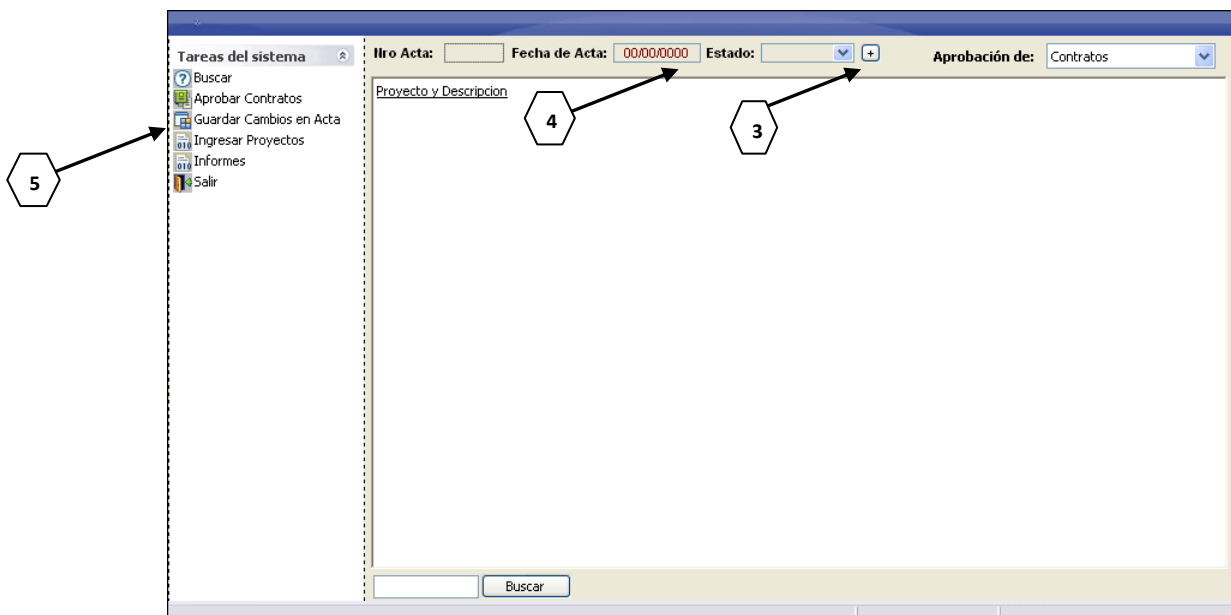 Tareas del sistema
Buscar
Aprobar Contratos
Guardar Cambios en Acta
Ingresar Proyectos
Informes
Salir
Nro Acta: Fecha de Acta: 00/00/0000 Estado: + Aprobación de: Contratos
Proyecto y Descripcion
4
3
5
Buscar